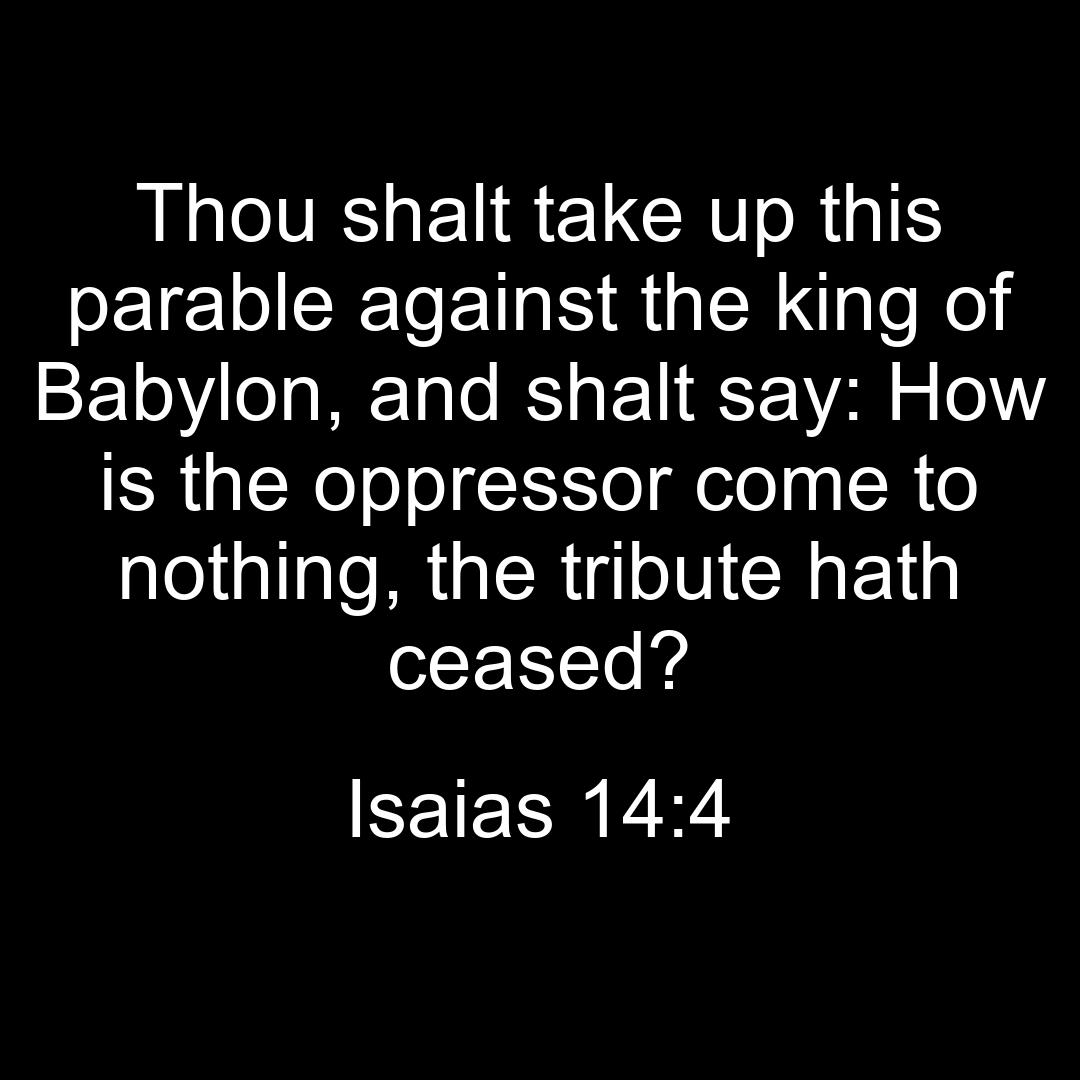 Thou shalt take up this
parable against the king of
Babylon, and shalt say: How
is the oppressor come to
nothing, the tribute hath
ceased?
Isaias 14:4